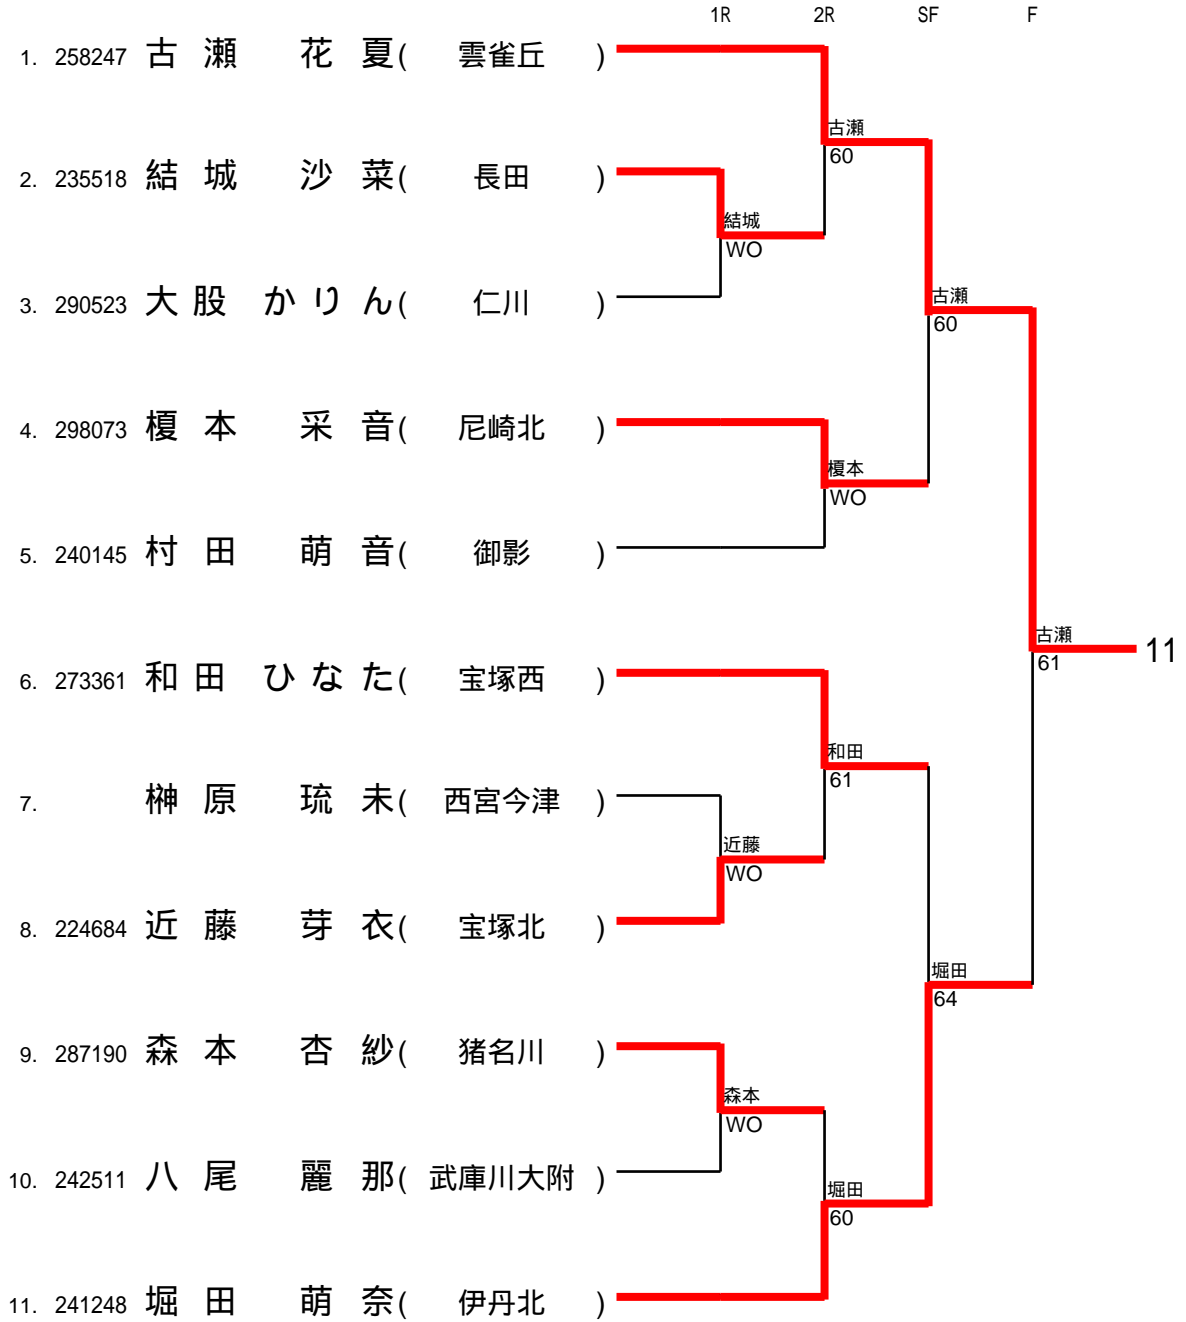 1R 2R SF F
1. 258247 古瀬 花夏( 雲雀丘 )
古瀬
60
2. 235518 結城 沙菜( 長田 )
結城
WO
3. 290523 大股 かりん( 仁川 )
古瀬
60
4. 298073 榎本 采音( 尼崎北 )
榎本
WO
5. 240145 村田 萌音( 御影 )
古瀬
61
11
6. 273361 和田 ひなた( 宝塚西 )
和田
61
7. 榊原 琉未( 西宮今津 )
近藤
WO
8. 224684 近藤 芽衣( 宝塚北 )
堀田
64
9. 287190 森本 杏紗( 猪名川 )
森本
WO
10. 242511 八尾 麗那( 武庫川大附 )
堀田
60
11. 241248 堀田 萌奈( 伊丹北 )